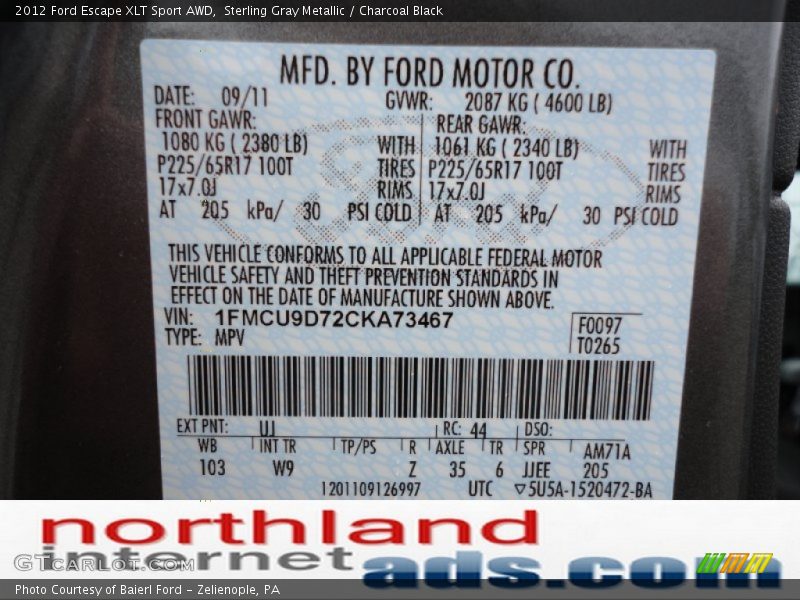 2012 Ford Escape XLT Sport AWD,  Sterling Gray Metallic / Charcoal Black
MFD. BY FORD MOTOR CO.
DATE: 09/11 GVWR: 2087 KG ( 4600 LB)
FRONT GAWR: REAR GAWR:
1080 KG ( 2380 LB) WITH 1061 KG ( 2340 LB) WITH
P225/65R17 100T TIRES P225/65R17 100T TIRES
17x7.0J RIMS 17x7.0J RIMS
AT 205 kPa/ 30 PSI COLD AT 205 kPa/ 30 PSI COLD
THIS VEHICLE CONFORMS TO ALL APPLICABLE FEDERAL MOTOR
VEHICLE SAFETY AND THEFT PREVENTION STANDARDS IN
EFFECT ON THE DATE OF MANUFACTURE SHOWN ABOVE.
VIN: 1FMCU9D72CKA73467 F0097
TYPE: MPV T0265
EXT PNT: UJ RC: 44 DSO:
WB INT TR TP/PS R AXLE TR SPR AM71A
103 W9 Z 35 6 JJEE 205
1201109126997 UTC ▽5U5A-1520472-BA
northland
internet ads.com
GTCarLot.com
Photo Courtesy of Baierl Ford - Zelienople, PA